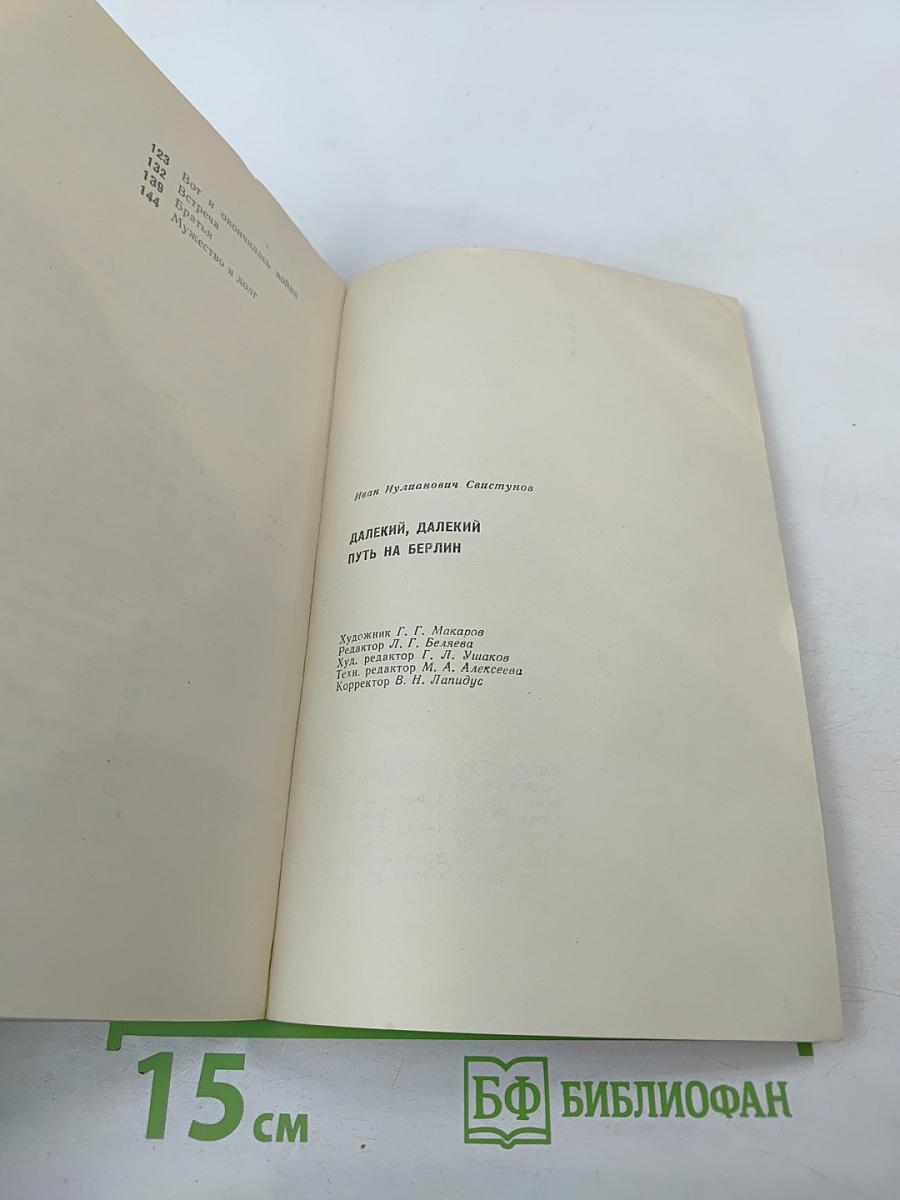 123 Вот и окончилась война
132 Встреча
139 Братья
144 Мужество и долг
Иван Иулианович Свистунов
ДАЛЕКИЙ, ДАЛЕКИЙ
ПУТЬ НА БЕРЛИН
Художник Г. Г. Макаров
Редактор Л. Г. Беляева
Худ. редактор Г. Л. Ушаков
Техн. редактор М. А. Алексеева
Корректор В. Н. Лапидус
15 см
БФ БИБЛИОФАН